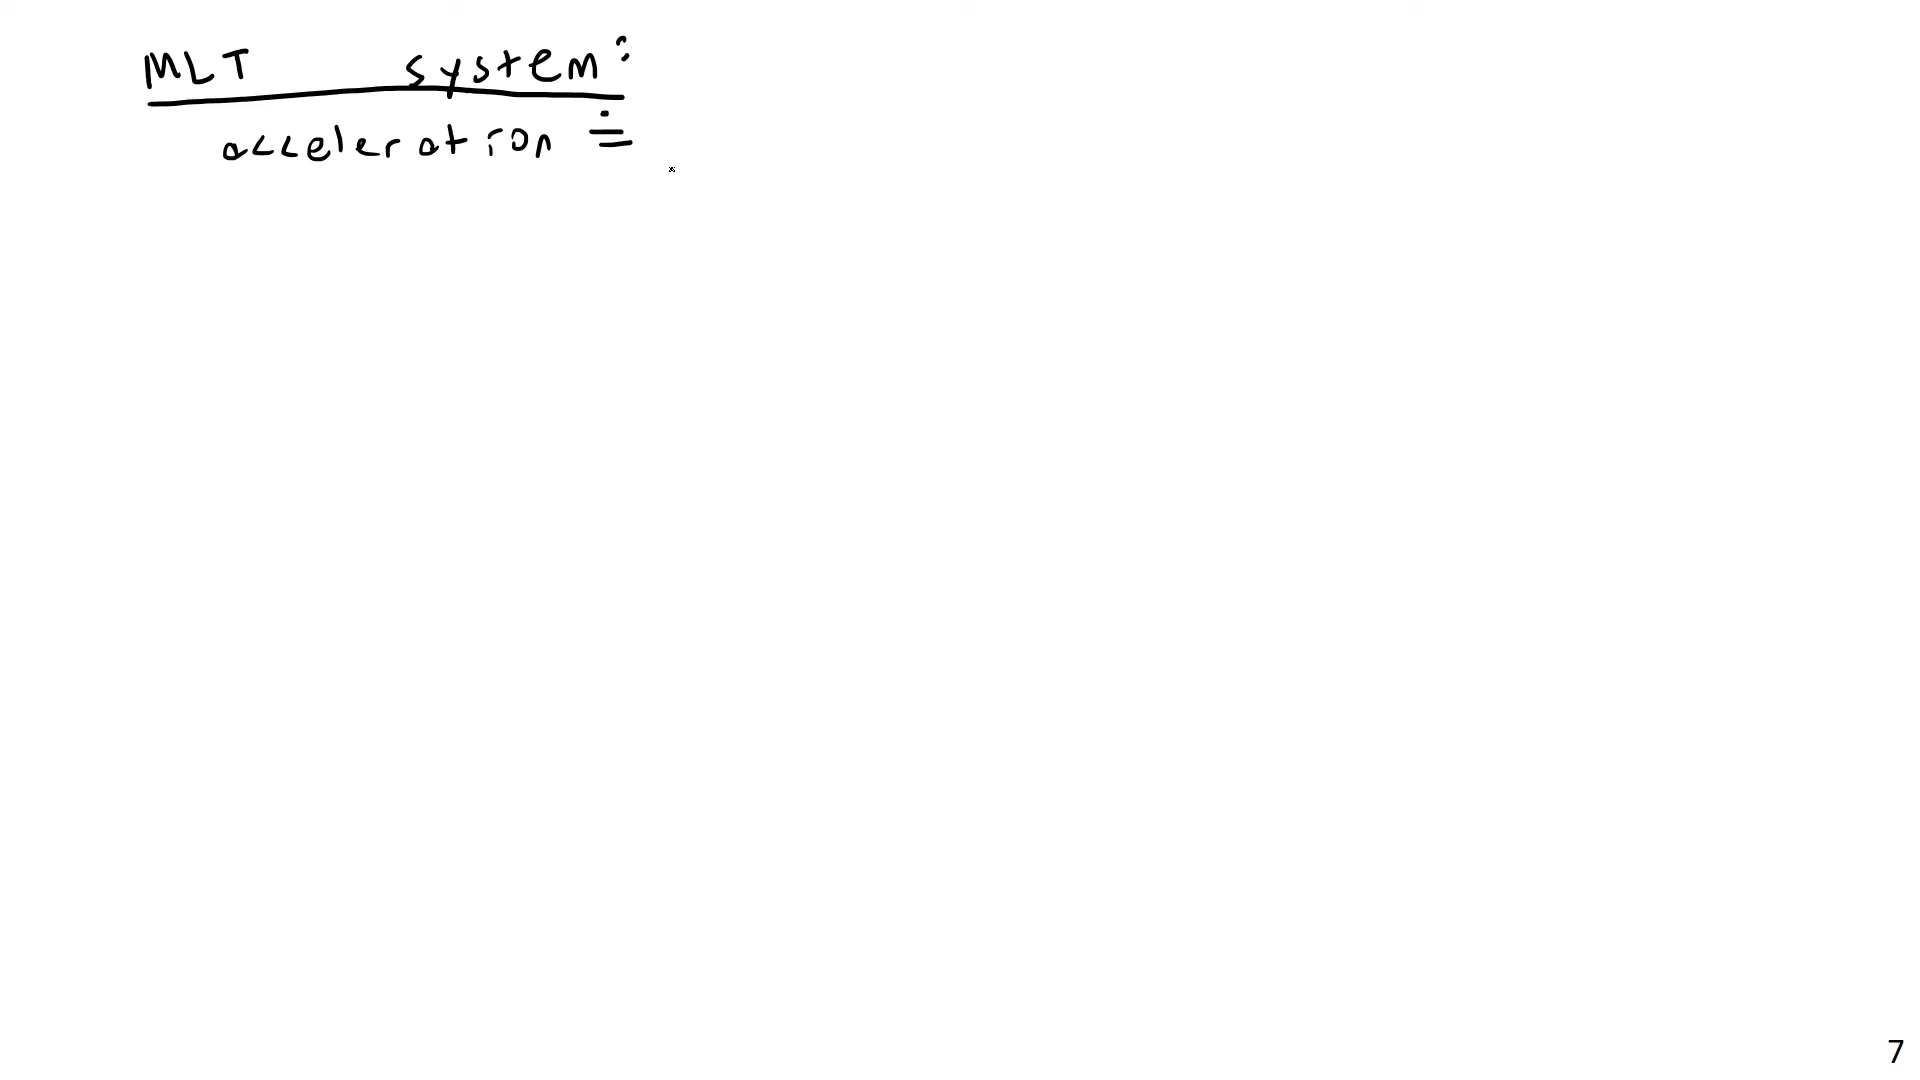 MLT system:
acceleration ≐
7